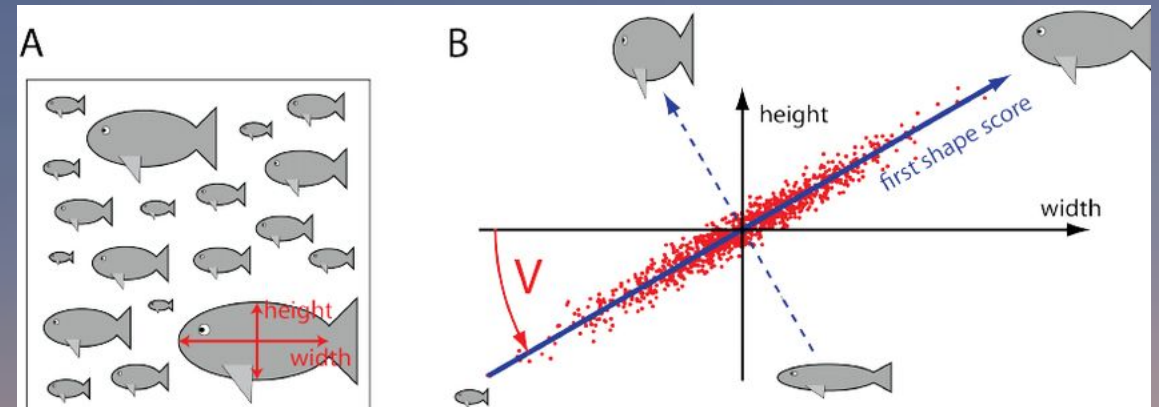 A
height
width
B
height
first shape score
width
V